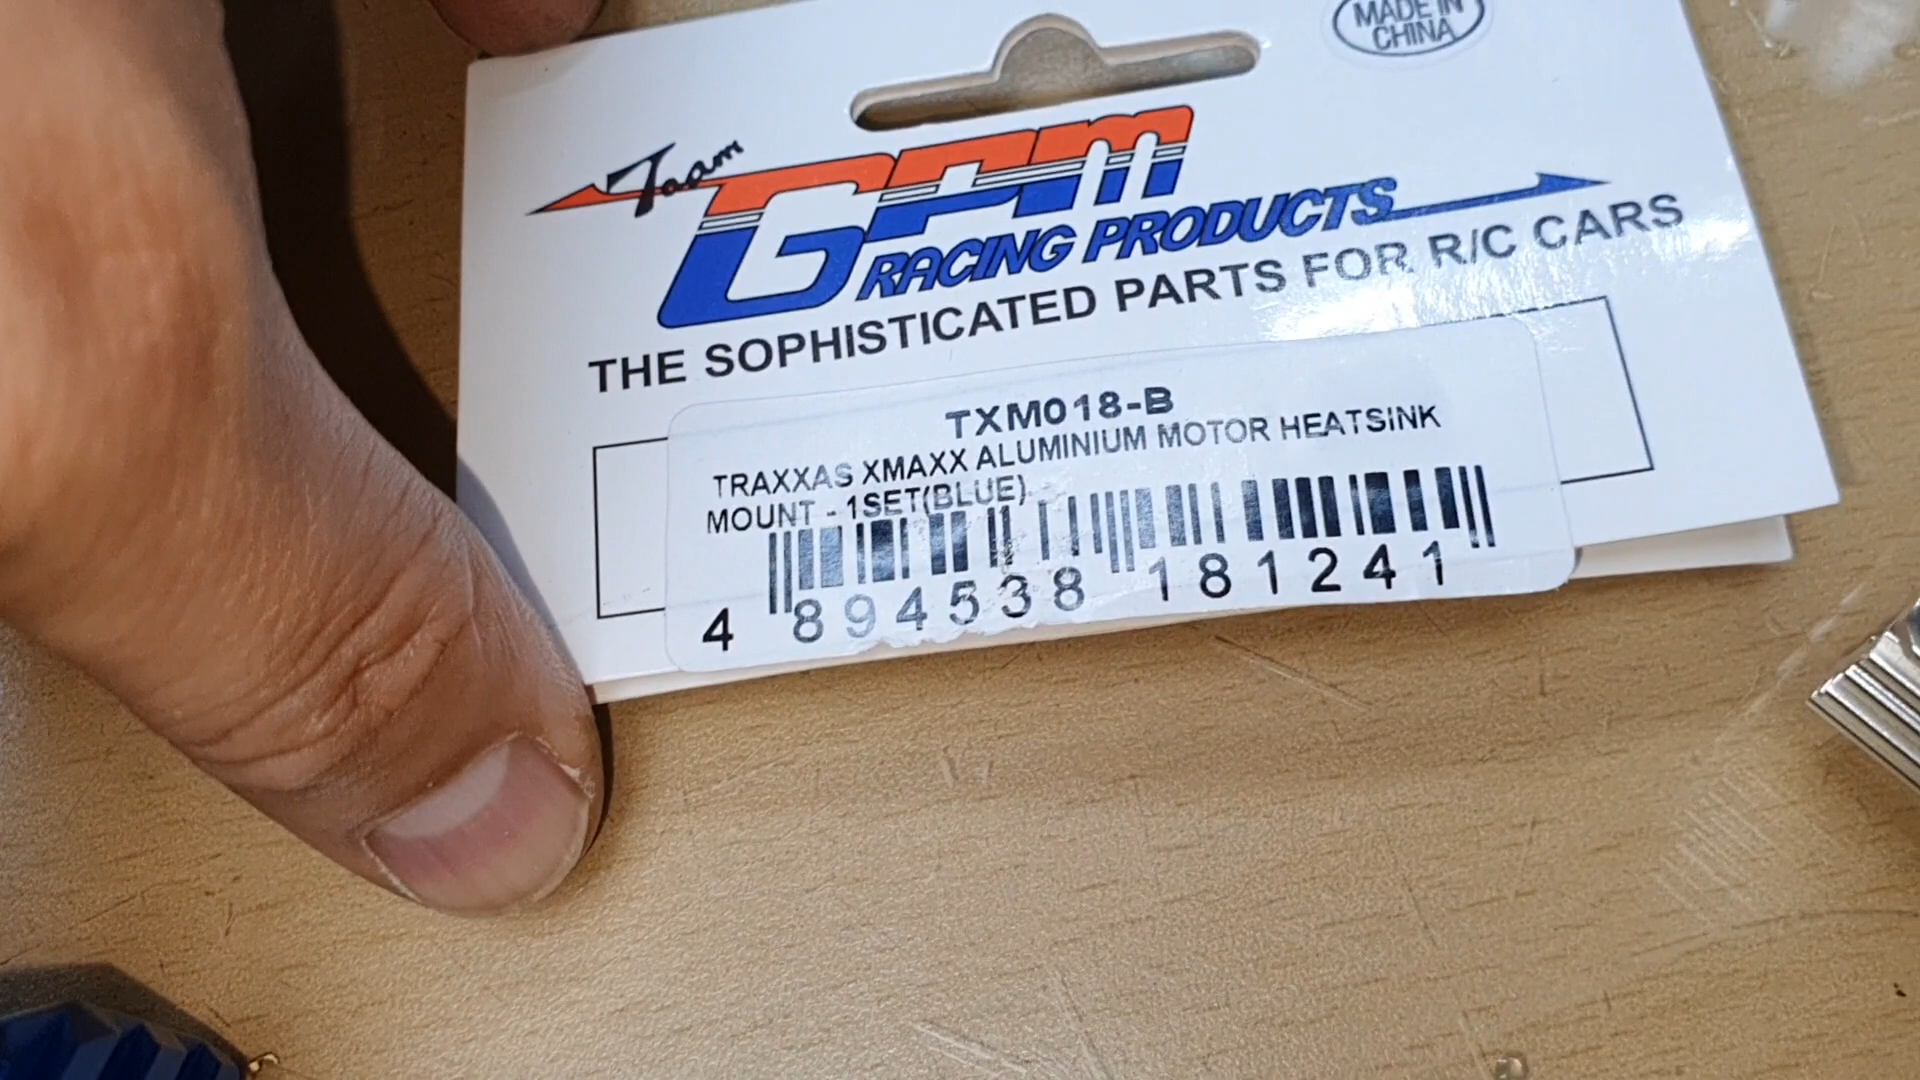 MADE IN
CHINA
Team
GPM
RACING PRODUCTS
THE SOPHISTICATED PARTS FOR R/C CARS
TXM018-B
TRAXXAS XMAXX ALUMINIUM MOTOR HEATSINK
MOUNT - 1SET(BLUE)
4 894538 181241